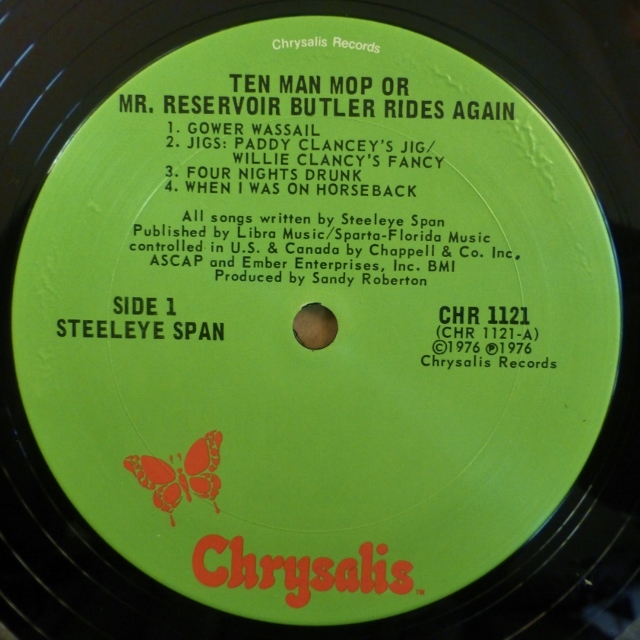 Chrysalis Records
TEN MAN MOP OR
MR. RESERVOIR BUTLER RIDES AGAIN
1. GOWER WASSAIL
2. JIGS: PADDY CLANCEY'S JIG/
WILLIE CLANCY'S FANCY
3. FOUR NIGHTS DRUNK
4. WHEN I WAS ON HORSEBACK
All songs written by Steeleye Span
Published by Libra Music/Sparta-Florida Music
controlled in U.S. & Canada by Chappell & Co. Inc.
ASCAP and Ember Enterprises, Inc. BMI
Produced by Sandy Roberton
SIDE 1
STEELEYE SPAN
CHR 1121
(CHR 1121-A)
©1976 ℗1976
Chrysalis Records
Chrysalis™